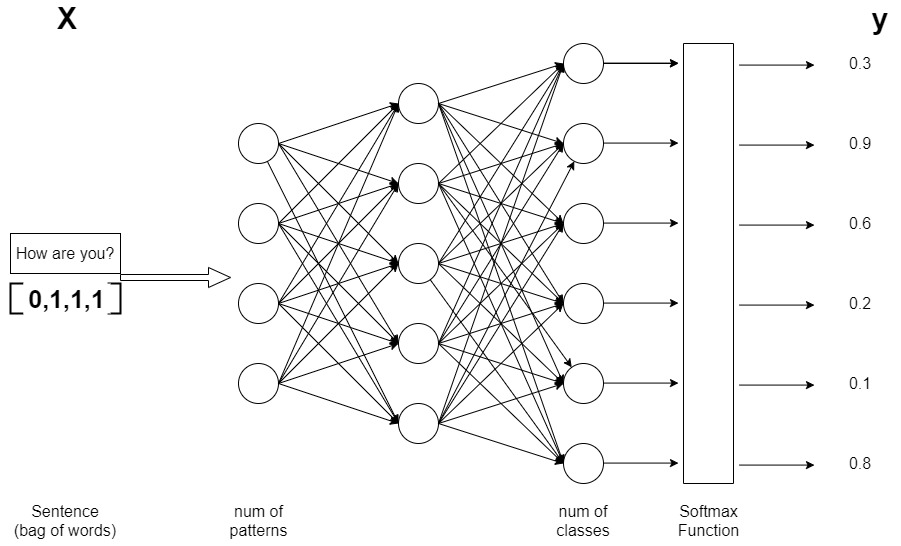 X
y
How are you?
[ 0,1,1,1 ]
0.3
0.9
0.6
0.2
0.1
0.8
Sentence
(bag of words)
num of
patterns
num of
classes
Softmax
Function